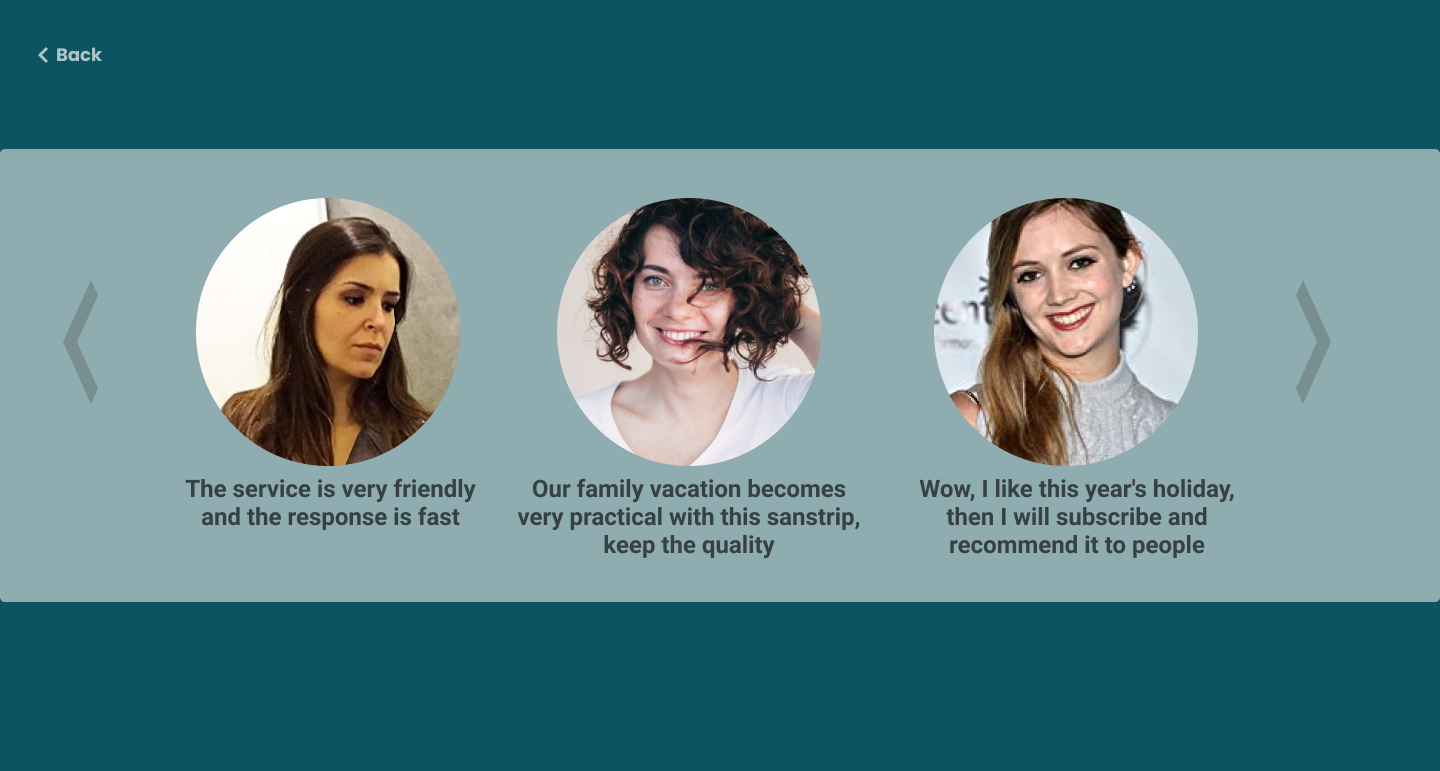 Back
The service is very friendly
and the response is fast
Our family vacation becomes
very practical with this sanstrip,
keep the quality
Wow, I like this year's holiday,
then I will subscribe and
recommend it to people